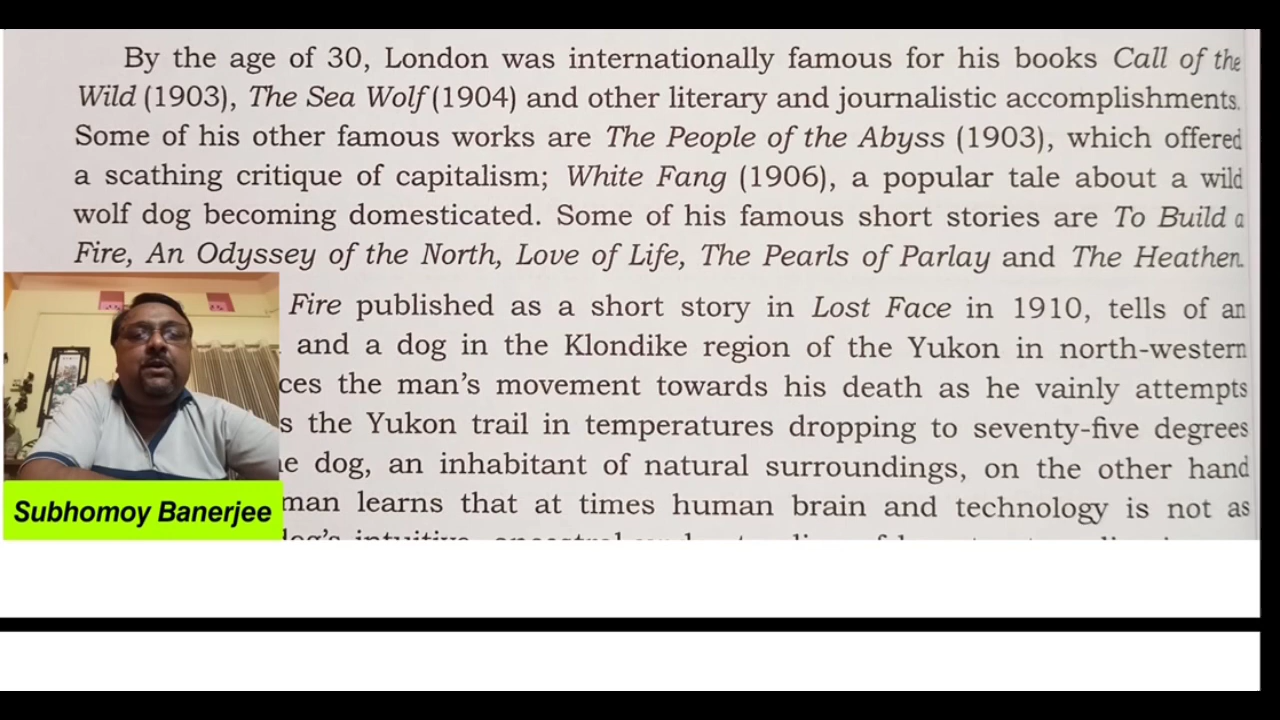 By the age of 30, London was internationally famous for his books Call of the
Wild (1903), The Sea Wolf (1904) and other literary and journalistic accomplishments.
Some of his other famous works are The People of the Abyss (1903), which offered
a scathing critique of capitalism; White Fang (1906), a popular tale about a wild
wolf dog becoming domesticated. Some of his famous short stories are To Build a
Fire, An Odyssey of the North, Love of Life, The Pearls of Parlay and The Heathen.
Fire published as a short story in Lost Face in 1910, tells of an
and a dog in the Klondike region of the Yukon in north-western
ces the man's movement towards his death as he vainly attempts
s the Yukon trail in temperatures dropping to seventy-five degrees
e dog, an inhabitant of natural surroundings, on the other hand
man learns that at times human brain and technology is not as
Subhomoy Banerjee